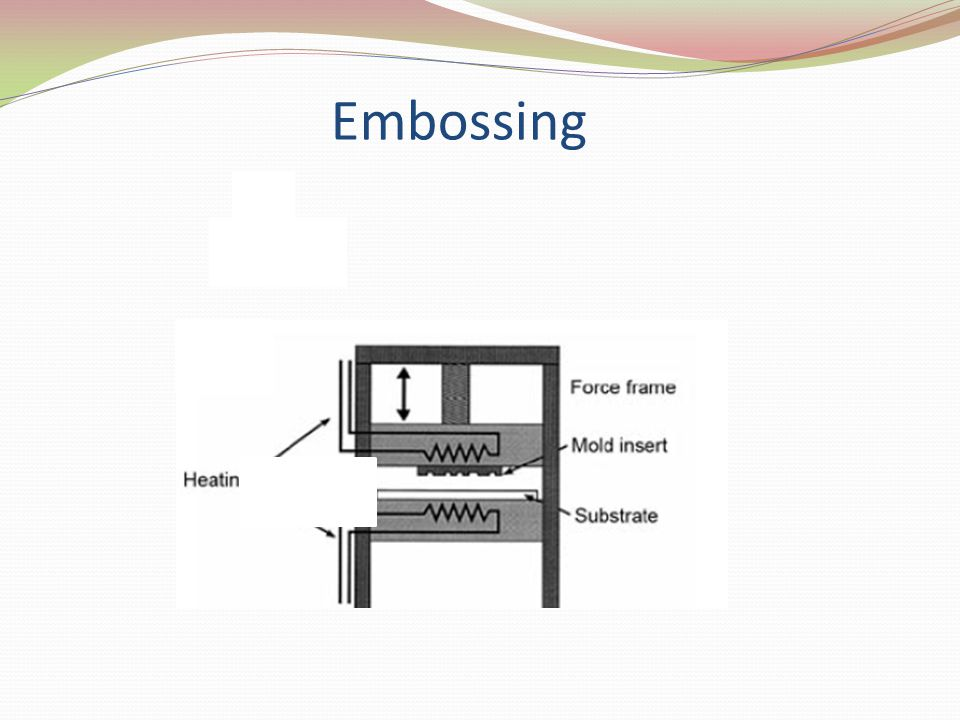 Embossing
Force frame
Mold insert
Heatin
Substrate